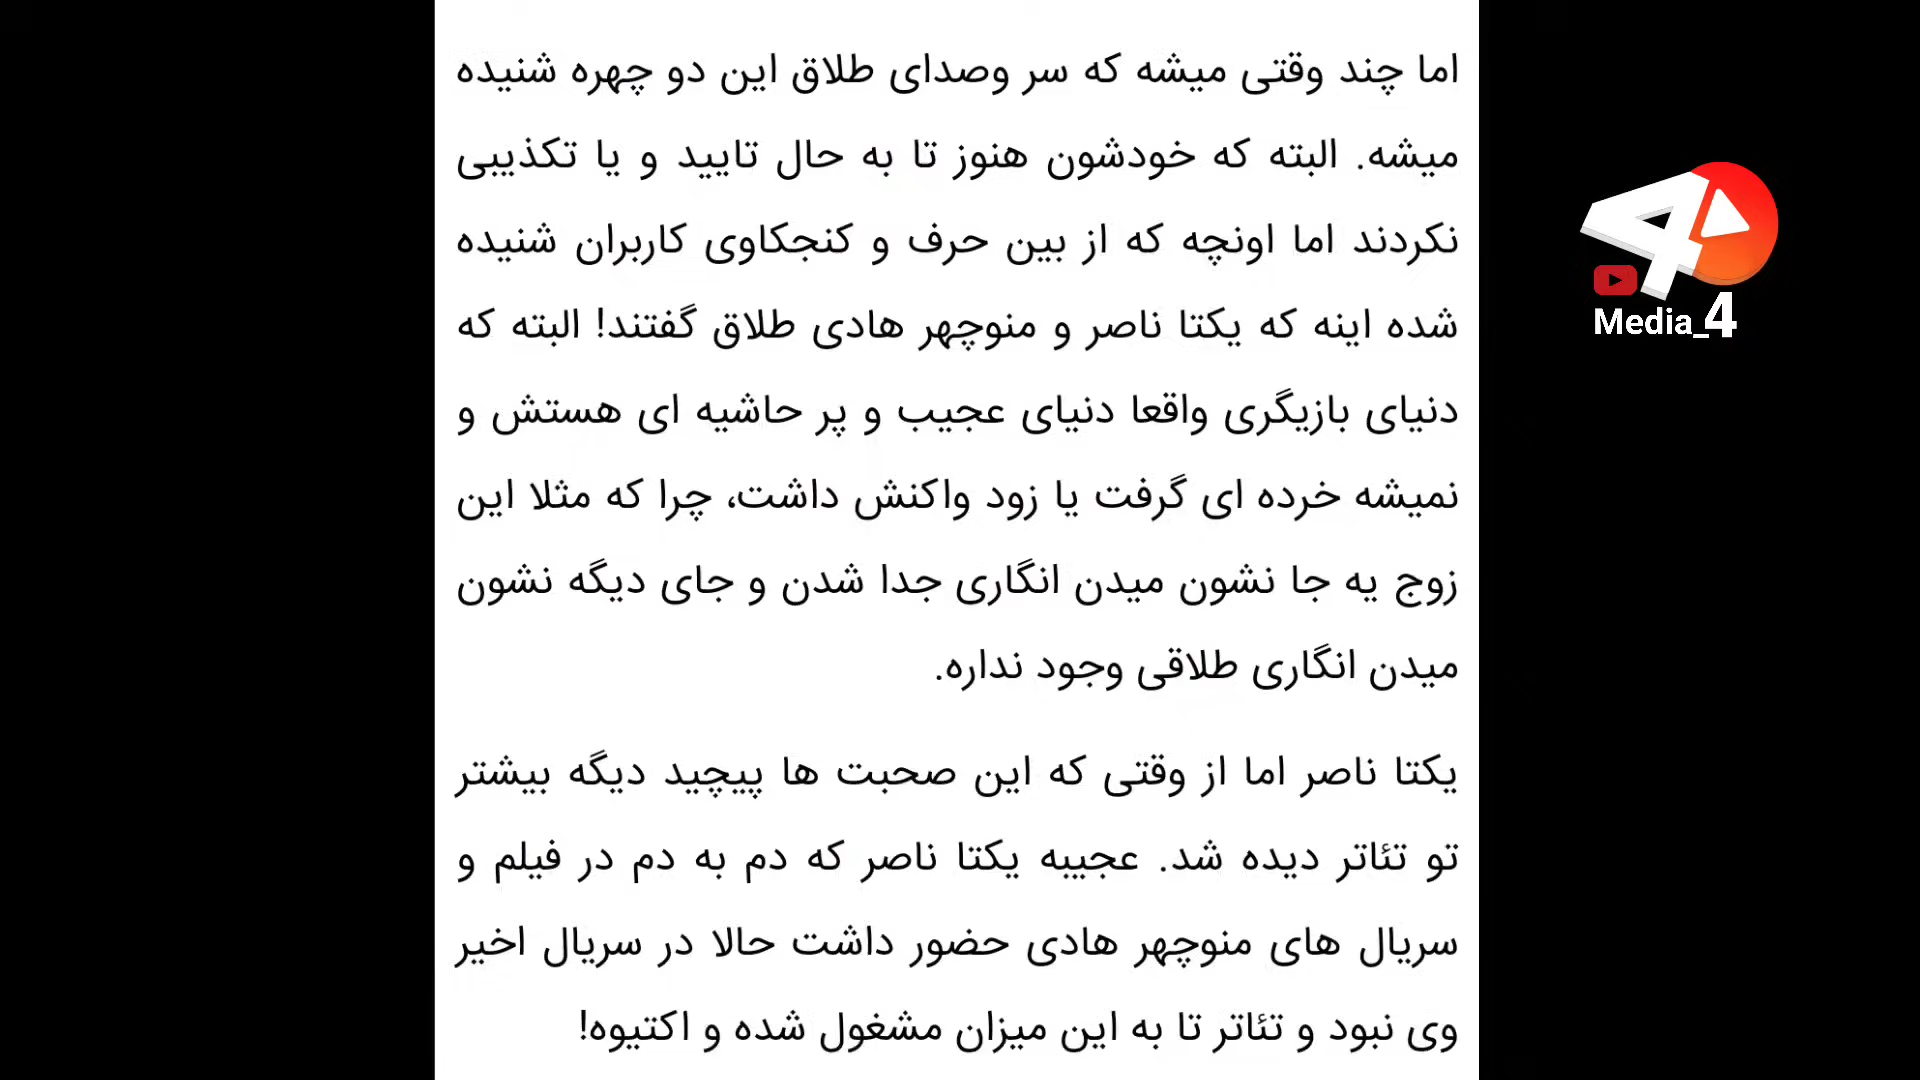 اما چند وقتی میشه که سر وصدای طلاق این دو چهره شنیده
میشه. البته که خودشون هنوز تا به حال تایید و یا تکذیبی
نکردند اما اونچه که از بین حرف و کنجکاوی کاربران شنیده
شده اینه که یکتا ناصر و منوچهر هادی طلاق گفتند! البته که
دنیای بازیگری واقعا دنیای عجیب و پر حاشیه ای هستش و
نمیشه خرده ای گرفت یا زود واکنش داشت، چرا که مثلا این
زوج یه جا نشون میدن انگاری جدا شدن و جای دیگه نشون
میدن انگاری طلاقی وجود نداره.
یکتا ناصر اما از وقتی که این صحبت ها پیچید دیگه بیشتر
تو تئاتر دیده شد. عجیبه یکتا ناصر که دم به دم در فیلم و
سریال های منوچهر هادی حضور داشت حالا در سریال اخیر
وی نبود و تئاتر تا به این میزان مشغول شده و اکتیوه!
4
Media_4